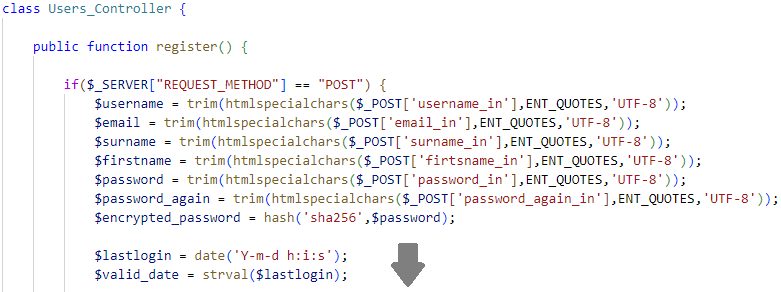 class Users_Controller {
public function register() {
if($_SERVER["REQUEST_METHOD"] == "POST") {
$username = trim(htmlspecialchars($_POST['username_in'],ENT_QUOTES,'UTF-8'));
$email = trim(htmlspecialchars($_POST['email_in'],ENT_QUOTES,'UTF-8'));
$surname = trim(htmlspecialchars($_POST['surname_in'],ENT_QUOTES,'UTF-8'));
$firstname = trim(htmlspecialchars($_POST['firtsname_in'],ENT_QUOTES,'UTF-8'));
$password = trim(htmlspecialchars($_POST['password_in'],ENT_QUOTES,'UTF-8'));
$password_again = trim(htmlspecialchars($_POST['password_again_in'],ENT_QUOTES,'UTF-8'));
$encrypted_password = hash('sha256',$password);
$lastlogin = date('Y-m-d h:i:s');
$valid_date = strval($lastlogin);